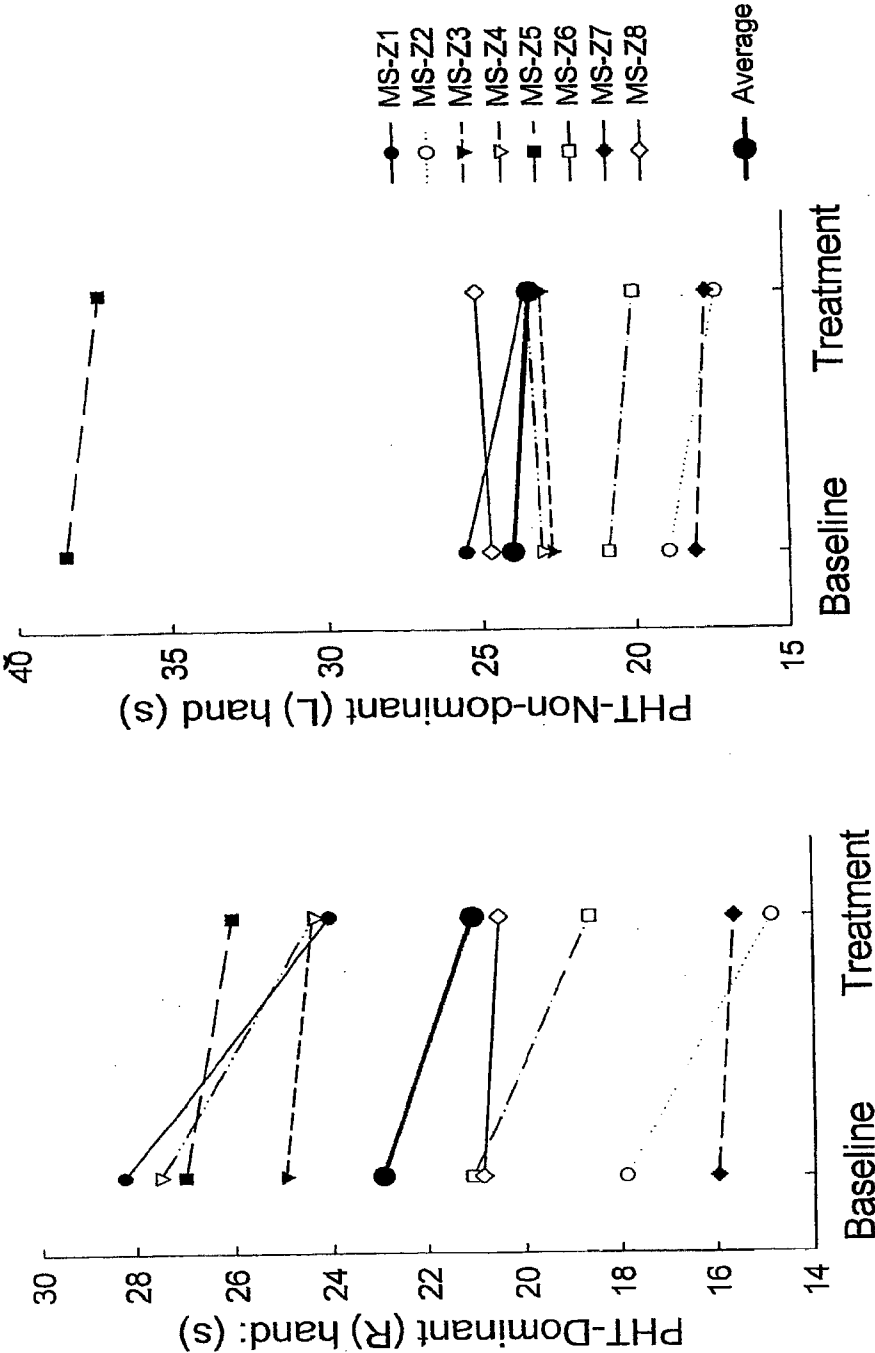 PHT-Dominant (R) hand: (s)
30
28
26
24
22
20
18
16
14
Baseline
Treatment
PHT-Non-dominant (L) hand (s)
40
35
30
25
20
15
Baseline
Treatment
MS-Z1
MS-Z2
MS-Z3
MS-Z4
MS-Z5
MS-Z6
MS-Z7
MS-Z8
Average